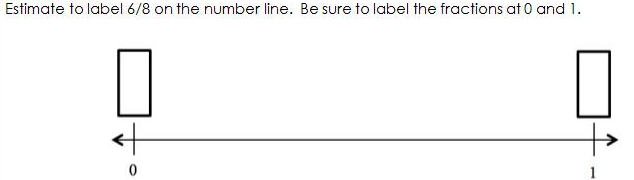 Estimate to label 6/8 on the number line. Be sure to label the fractions at 0 and 1.
0 1